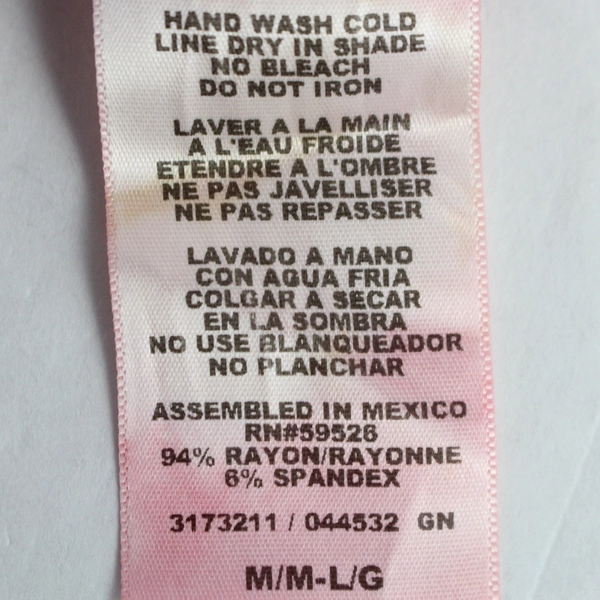 HAND WASH COLD
LINE DRY IN SHADE
NO BLEACH
DO NOT IRON
LAVER A LA MAIN
A L'EAU FROIDE
ETENDRE A L'OMBRE
NE PAS JAVELLISER
NE PAS REPASSER
LAVADO A MANO
CON AGUA FRIA
COLGAR A SECAR
EN LA SOMBRA
NO USE BLANQUEADOR
NO PLANCHAR
ASSEMBLED IN MEXICO
RN#59526
94% RAYON/RAYONNE
6% SPANDEX
3173211 / 044532 GN
M/M-L/G